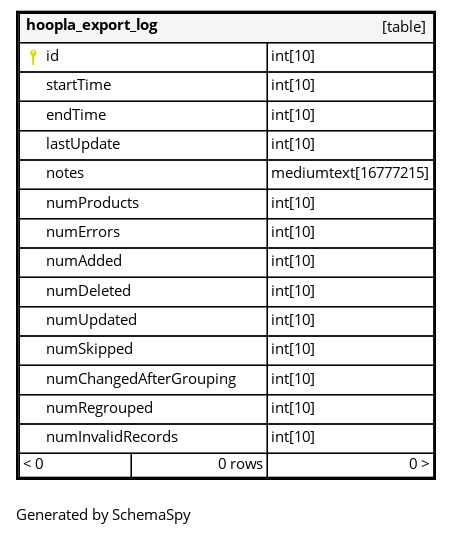 hoopla_export_log [table]
id int[10]
startTime int[10]
endTime int[10]
lastUpdate int[10]
notes mediumtext[16777215]
numProducts int[10]
numErrors int[10]
numAdded int[10]
numDeleted int[10]
numUpdated int[10]
numSkipped int[10]
numChangedAfterGrouping int[10]
numRegrouped int[10]
numInvalidRecords int[10]
< 0 0 rows 0 >
Generated by SchemaSpy